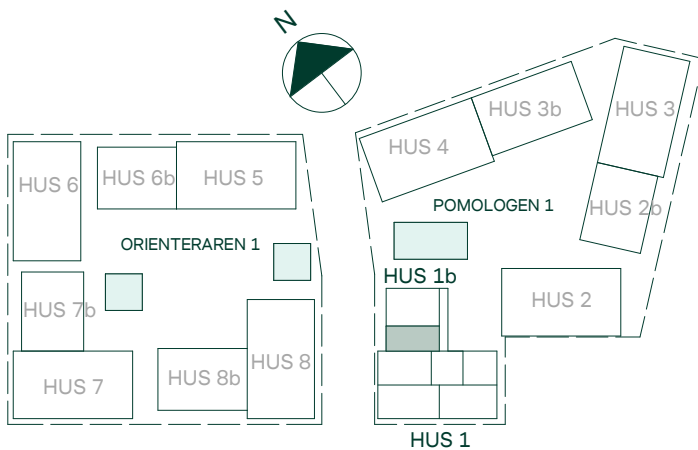 N
HUS 3b
HUS 3
HUS 4
HUS 6
HUS 6b
HUS 5
POMOLOGEN 1
HUS 2b
ORIENTERAREN 1
HUS 1b
HUS 7b
HUS 2
HUS 8
HUS 7
HUS 8b
HUS 1